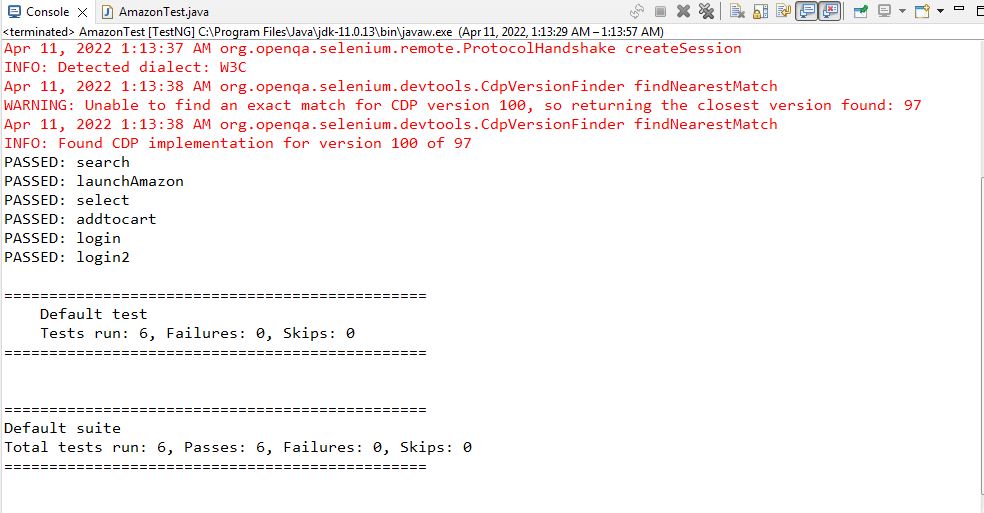 Console AmazonTest.java
<terminated> AmazonTest [TestNG] C:\Program Files\Java\jdk-11.0.13\bin\javaw.exe (Apr 11, 2022, 1:13:29 AM – 1:13:57 AM)
Apr 11, 2022 1:13:37 AM org.openqa.selenium.remote.ProtocolHandshake createSession
INFO: Detected dialect: W3C
Apr 11, 2022 1:13:38 AM org.openqa.selenium.devtools.CdpVersionFinder findNearestMatch
WARNING: Unable to find an exact match for CDP version 100, so returning the closest version found: 97
Apr 11, 2022 1:13:38 AM org.openqa.selenium.devtools.CdpVersionFinder findNearestMatch
INFO: Found CDP implementation for version 100 of 97
PASSED: search
PASSED: launchAmazon
PASSED: select
PASSED: addtocart
PASSED: login
PASSED: login2
===============================================
Default test
Tests run: 6, Failures: 0, Skips: 0
===============================================
===============================================
Default suite
Total tests run: 6, Passes: 6, Failures: 0, Skips: 0
===============================================